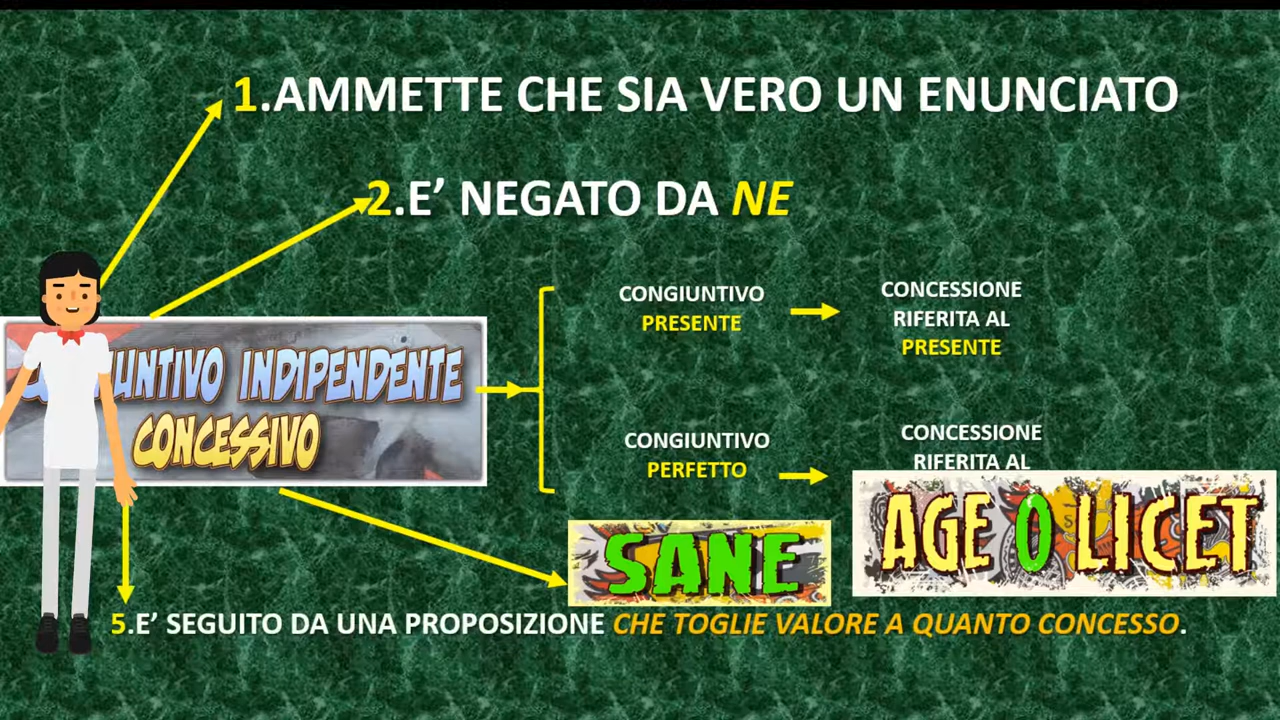 1.AMMETTE CHE SIA VERO UN ENUNCIATO
2.E' NEGATO DA NE
CONGIUNTIVO
PRESENTE
CONCESSIONE
RIFERITA AL
PRESENTE
UNTIVO INDIPENDENTE
CONCESSIVO
CONGIUNTIVO
PERFETTO
CONCESSIONE
RIFERITA AL
SANE
AGE O LICET
5.E' SEGUITO DA UNA PROPOSIZIONE CHE TOGLIE VALORE A QUANTO CONCESSO.